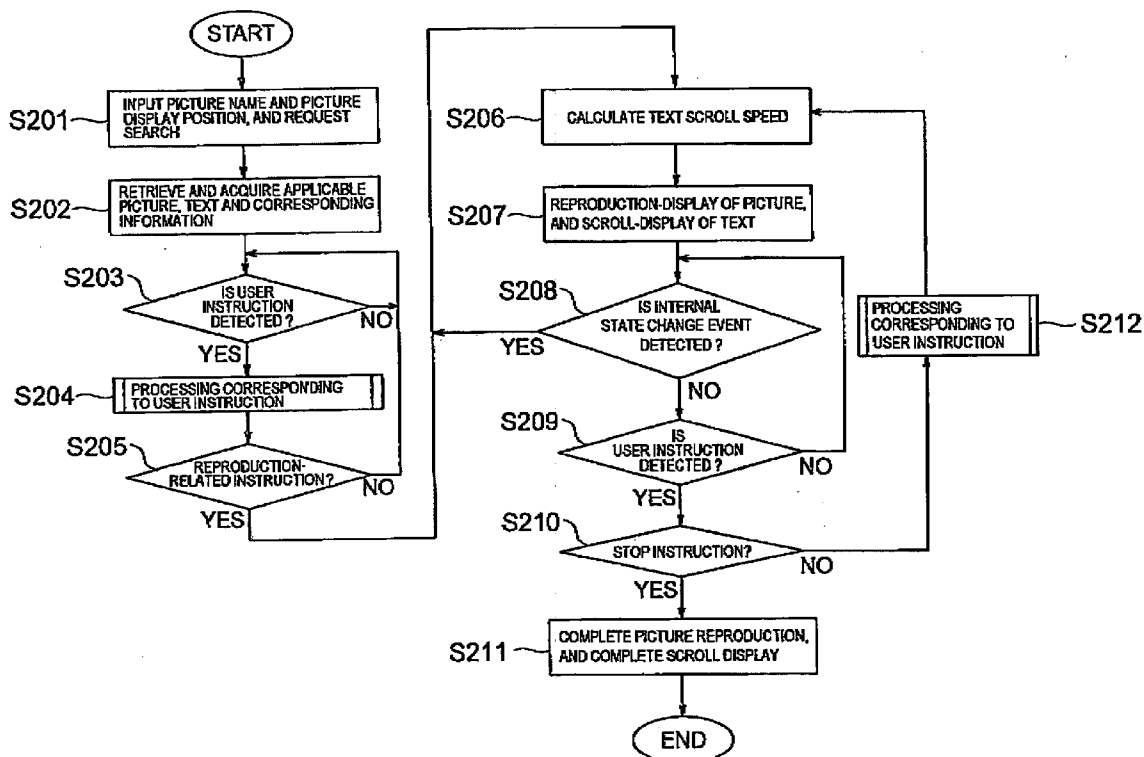 START
S201
INPUT PICTURE NAME AND PICTURE
DISPLAY POSITION, AND REQUEST
SEARCH
S202
RETRIEVE AND ACQUIRE APPLICABLE
PICTURE, TEXT AND CORRESPONDING
INFORMATION
S203
IS USER
INSTRUCTION
DETECTED ?
NO
YES
S204
PROCESSING CORRESPONDING
TO USER INSTRUCTION
S205
REPRODUCTION-
RELATED INSTRUCTION?
NO
YES
S206
CALCULATE TEXT SCROLL SPEED
S207
REPRODUCTION-DISPLAY OF PICTURE,
AND SCROLL-DISPLAY OF TEXT
S208
IS INTERNAL
STATE CHANGE EVENT
DETECTED ?
YES
NO
S209
IS
USER INSTRUCTION
DETECTED ?
NO
YES
S210
STOP INSTRUCTION?
NO
YES
S211
COMPLETE PICTURE REPRODUCTION,
AND COMPLETE SCROLL DISPLAY
END
PROCESSING
CORRESPONDING TO
USER INSTRUCTION
S212